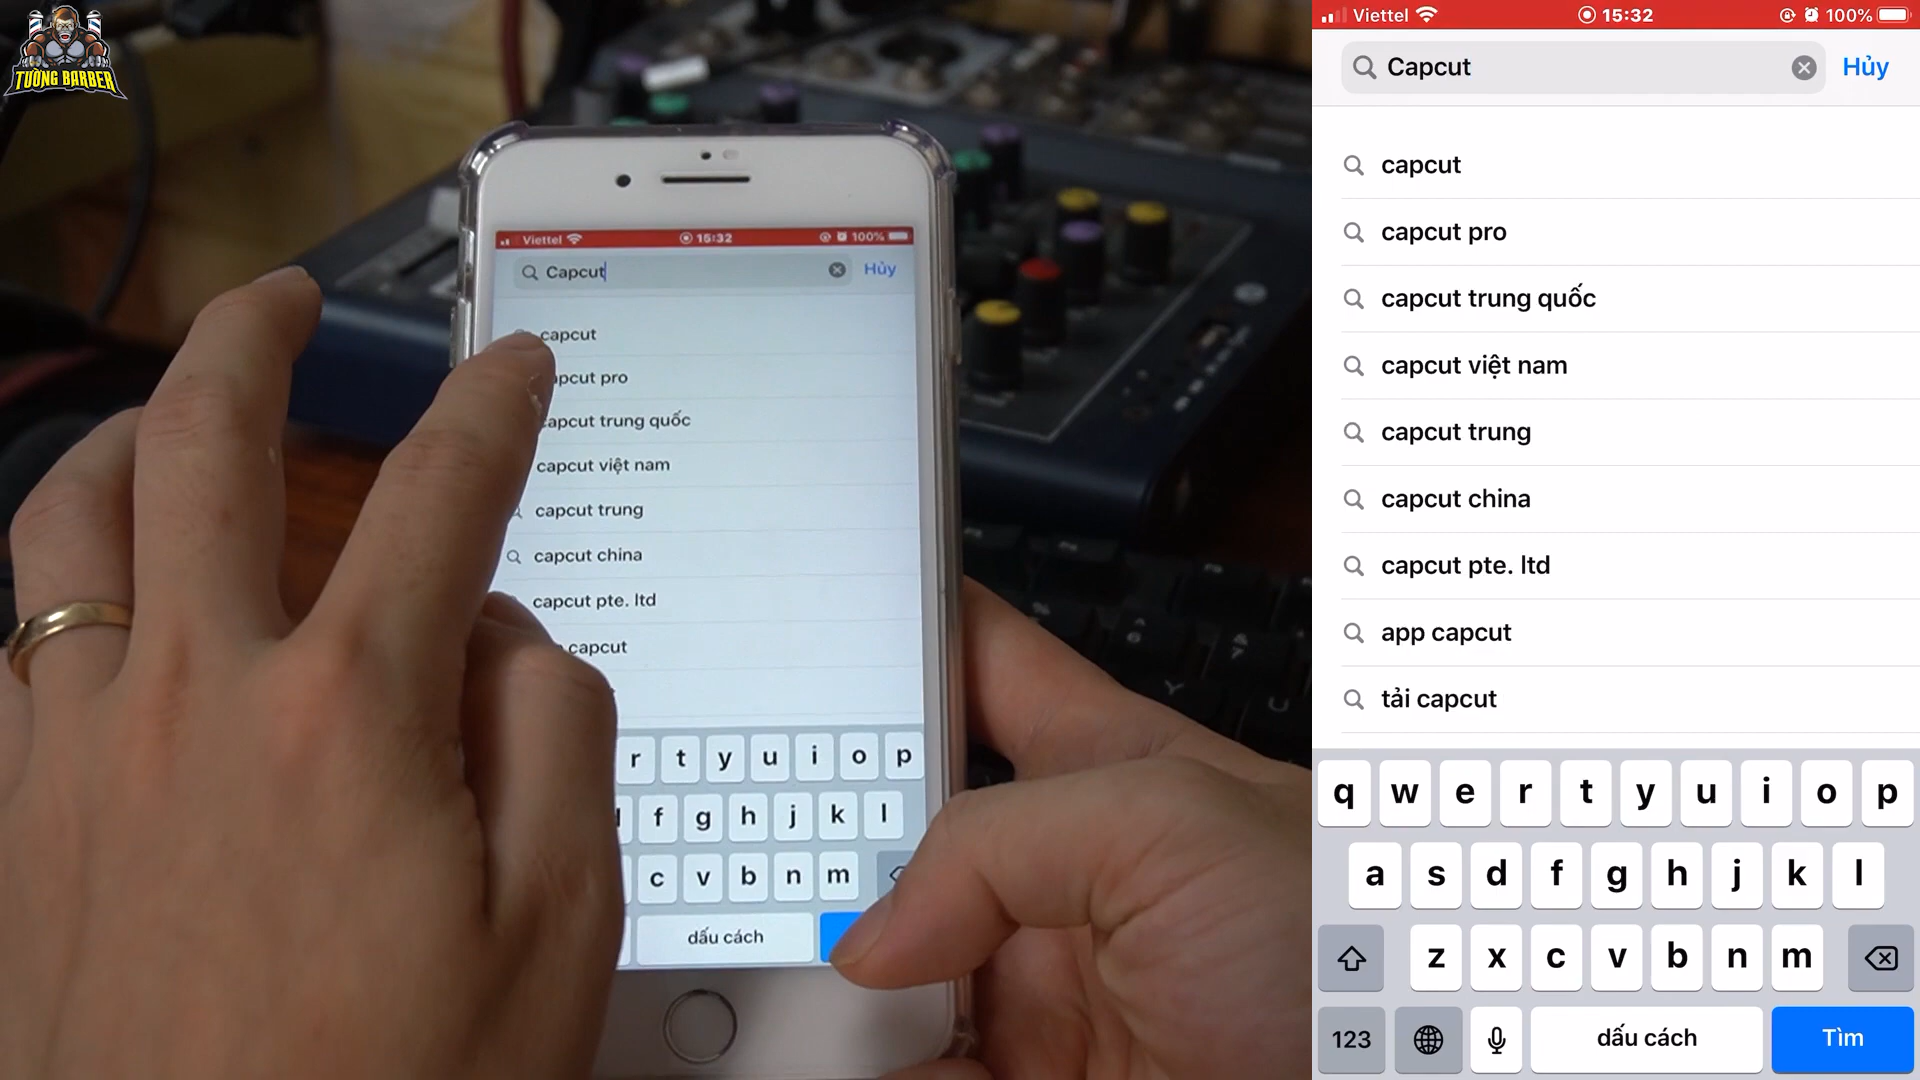 TƯỜNG BARBER
Viettel 15:32 100%
Capcut Hủy
capcut
apcut pro
capcut trung quốc
capcut việt nam
capcut trung
capcut china
capcut pte. ltd
capcut
r t y u i o p
f g h j k l
c v b n m
dấu cách
Viettel 15:32 100%
Capcut Hủy
capcut
capcut pro
capcut trung quốc
capcut việt nam
capcut trung
capcut china
capcut pte. ltd
app capcut
tải capcut
q w e r t y u i o p
a s d f g h j k l
z x c v b n m
123 dấu cách Tìm